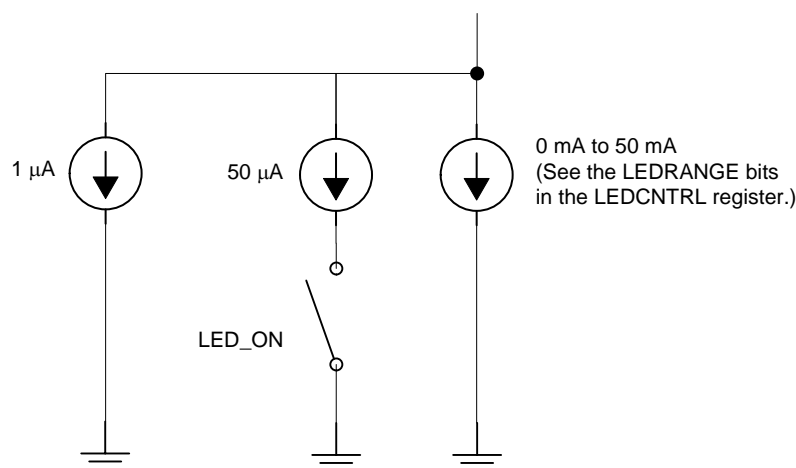 1 μA
50 μA
0 mA to 50 mA
(See the LEDRANGE bits
in the LEDCNTRL register.)
LED_ON